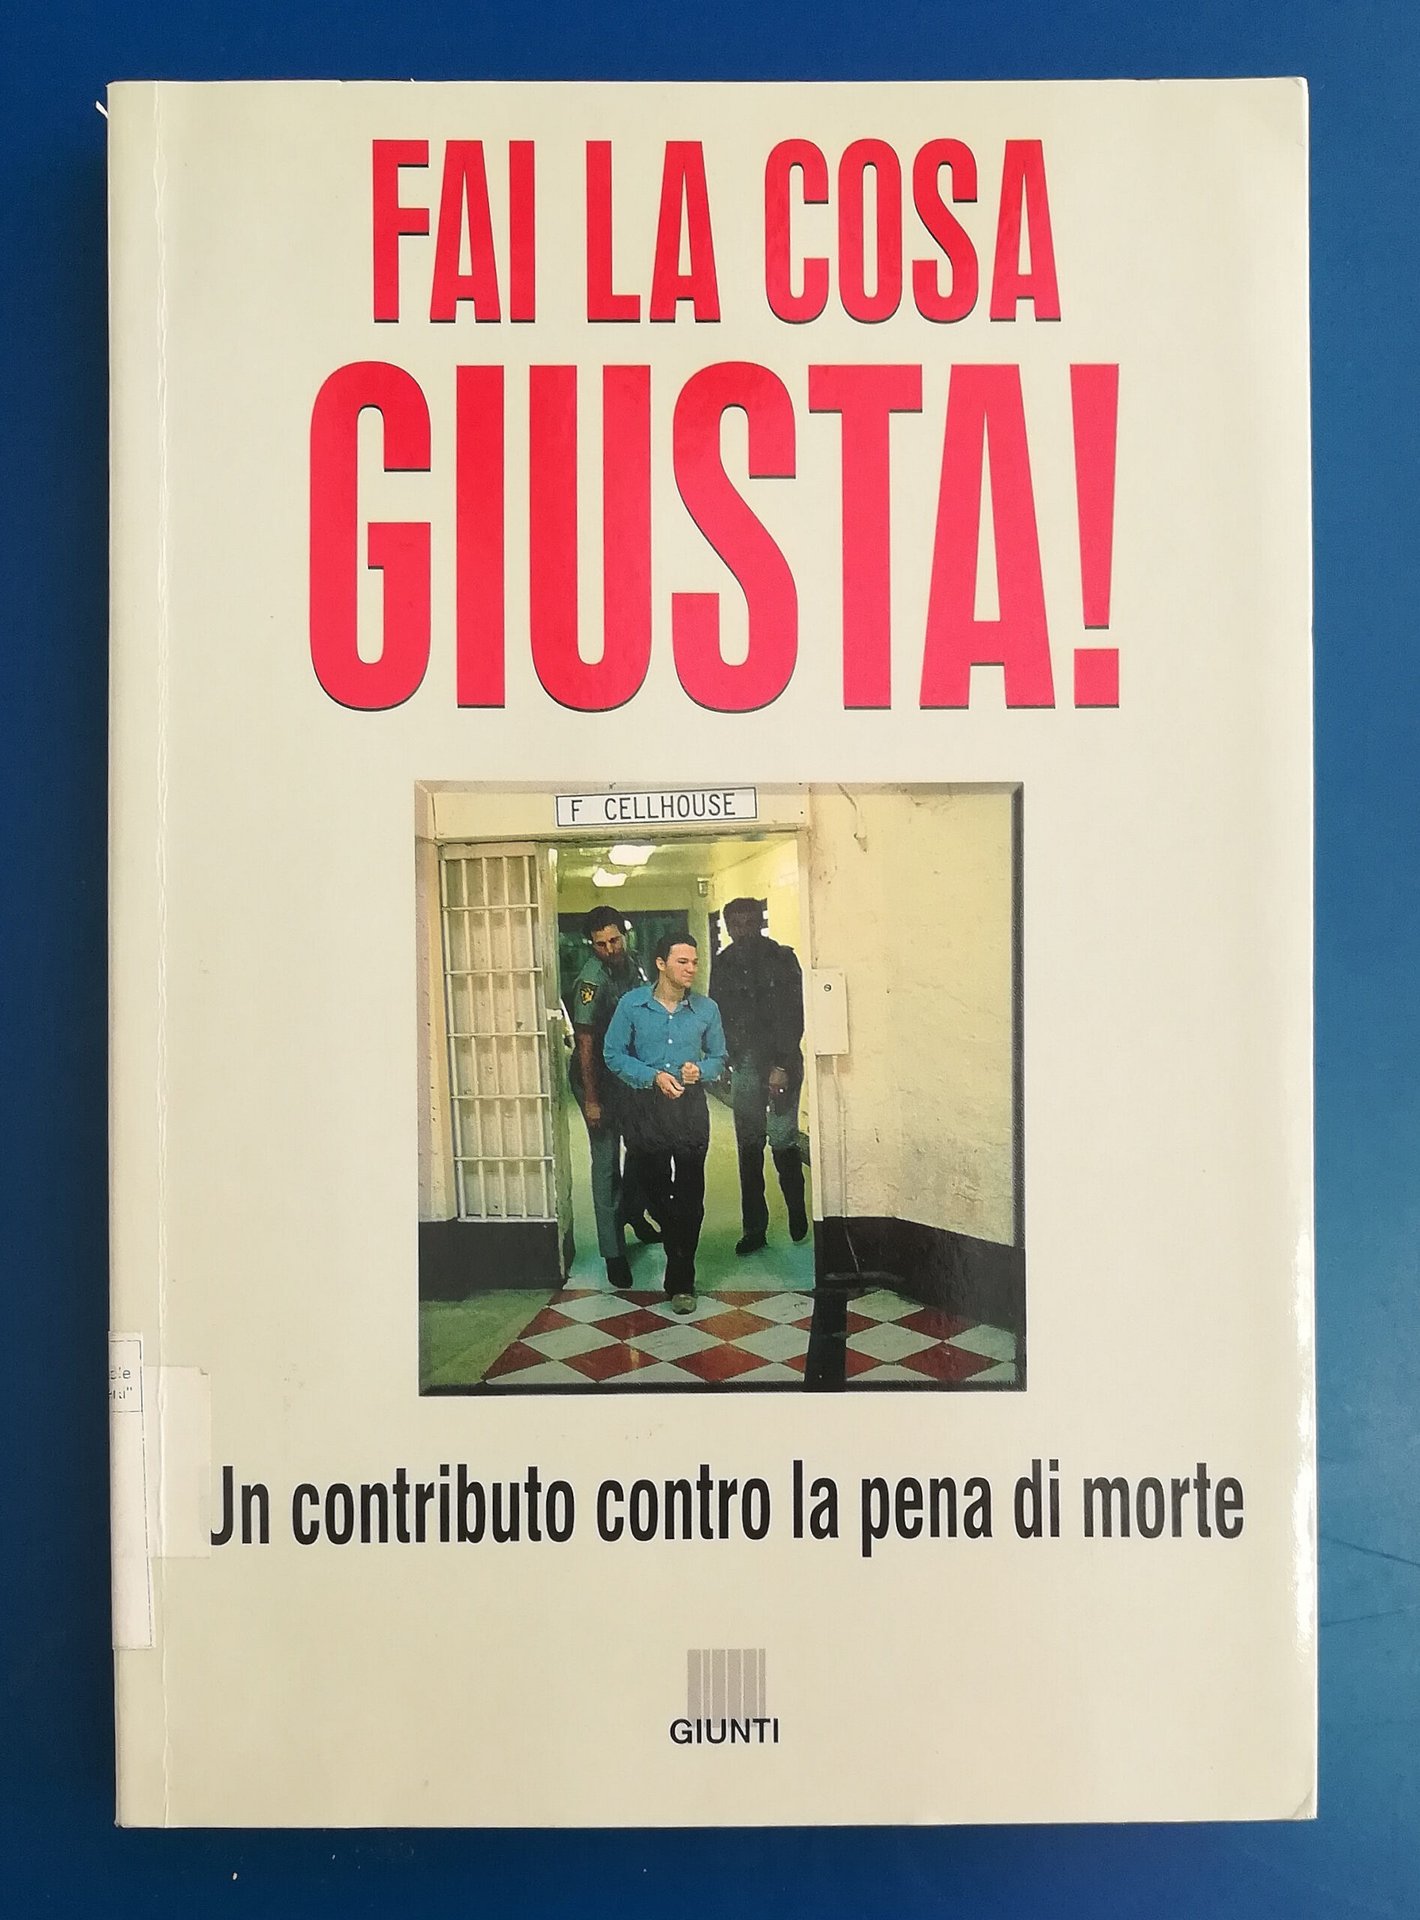 FAI LA COSA
GIUSTA!
F CELLHOUSE
Un contributo contro la pena di morte
GIUNTI